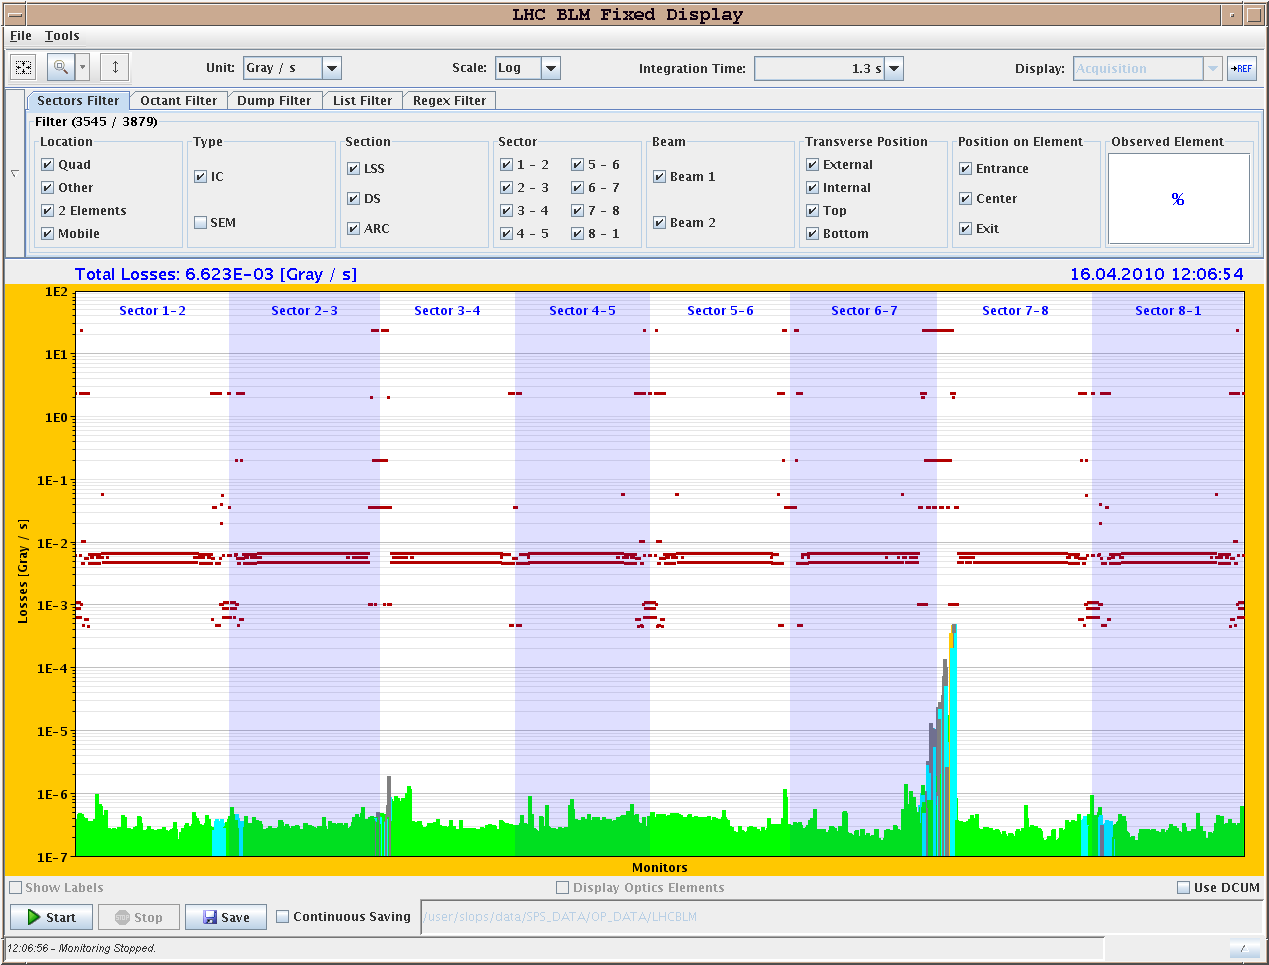 LHC BLM Fixed Display
File Tools
Unit: Gray / s Scale: Log Integration Time: 1.3 s Display: Acquisition →REF
Sectors Filter Octant Filter Dump Filter List Filter Regex Filter
Filter (3545 / 3879)
Location Type Section Sector Beam Transverse Position Position on Element Observed Element
Quad
Other
2 Elements
Mobile
IC
SEM
LSS
DS
ARC
1 - 2 5 - 6
2 - 3 6 - 7
3 - 4 7 - 8
4 - 5 8 - 1
Beam 1
Beam 2
External
Internal
Top
Bottom
Entrance
Center
Exit
%
Total Losses: 6.623E-03 [Gray / s] 16.04.2010 12:06:54
Sector 1-2 Sector 2-3 Sector 3-4 Sector 4-5 Sector 5-6 Sector 6-7 Sector 7-8 Sector 8-1
1E2
1E1
1E0
1E-1
1E-2
1E-3
1E-4
1E-5
1E-6
1E-7
Losses [Gray / s]
Monitors
Show Labels Display Optics Elements Use DCUM
Start Stop Save Continuous Saving /user/slops/data/SPS_DATA/OP_DATA/LHCBLM
12:06:56 - Monitoring Stopped.